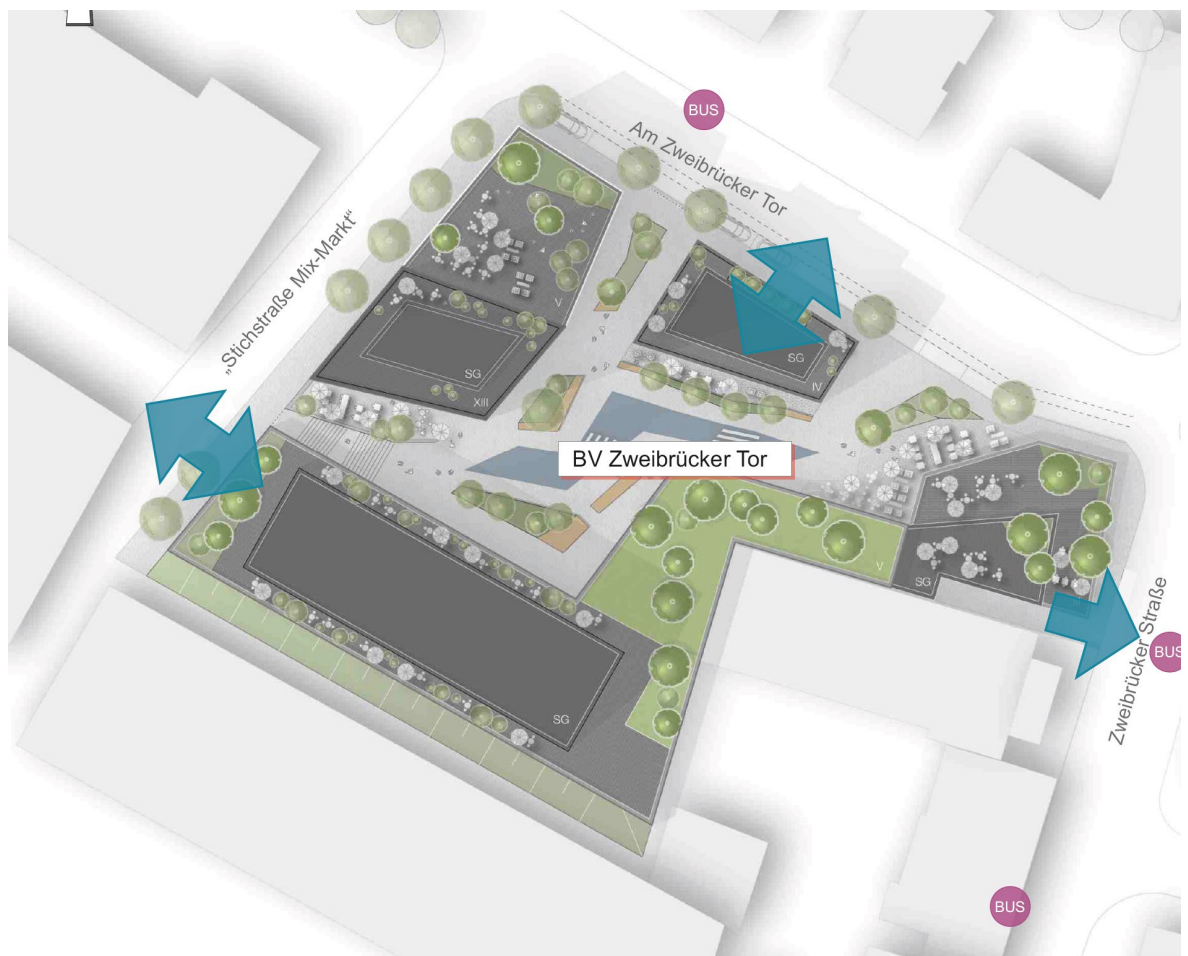 BUS
Am Zweibrücker Tor
„Stichstraße Mix-Markt“
V
SG
XIII
SG
IV
BV Zweibrücker Tor
V
SG
SG
Zweibrücker Straße
BUS
BUS